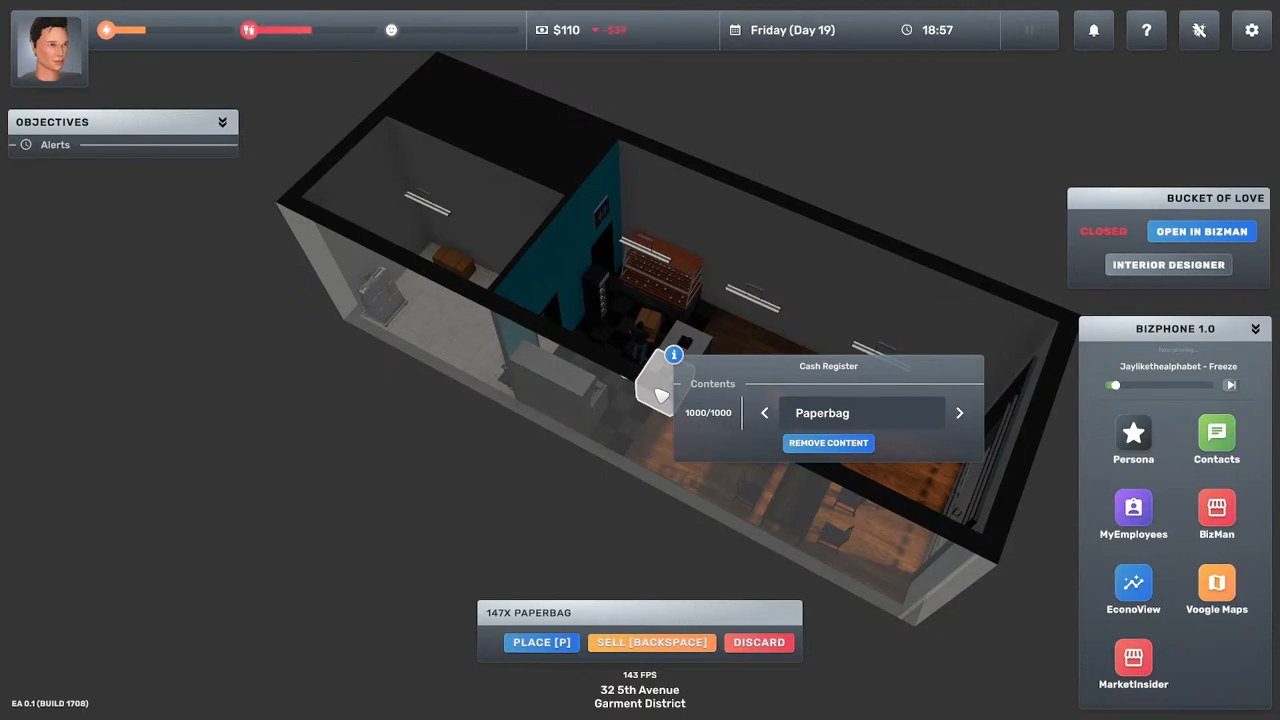 $110
-$39
Friday (Day 19)
18:57
?
OBJECTIVES
Alerts
BUCKET OF LOVE
CLOSED
OPEN IN BIZMAN
INTERIOR DESIGNER
BIZPHONE 1.0
Now playing...
Jaylikethealphabet - Freeze
Persona
Contacts
MyEmployees
BizMan
EconoView
Voogle Maps
MarketInsider
i
Cash Register
Contents
1000/1000
Paperbag
REMOVE CONTENT
147X PAPERBAG
PLACE [P]
SELL [BACKSPACE]
DISCARD
143 FPS
32 5th Avenue
Garment District
EA 0.1 (BUILD 1708)